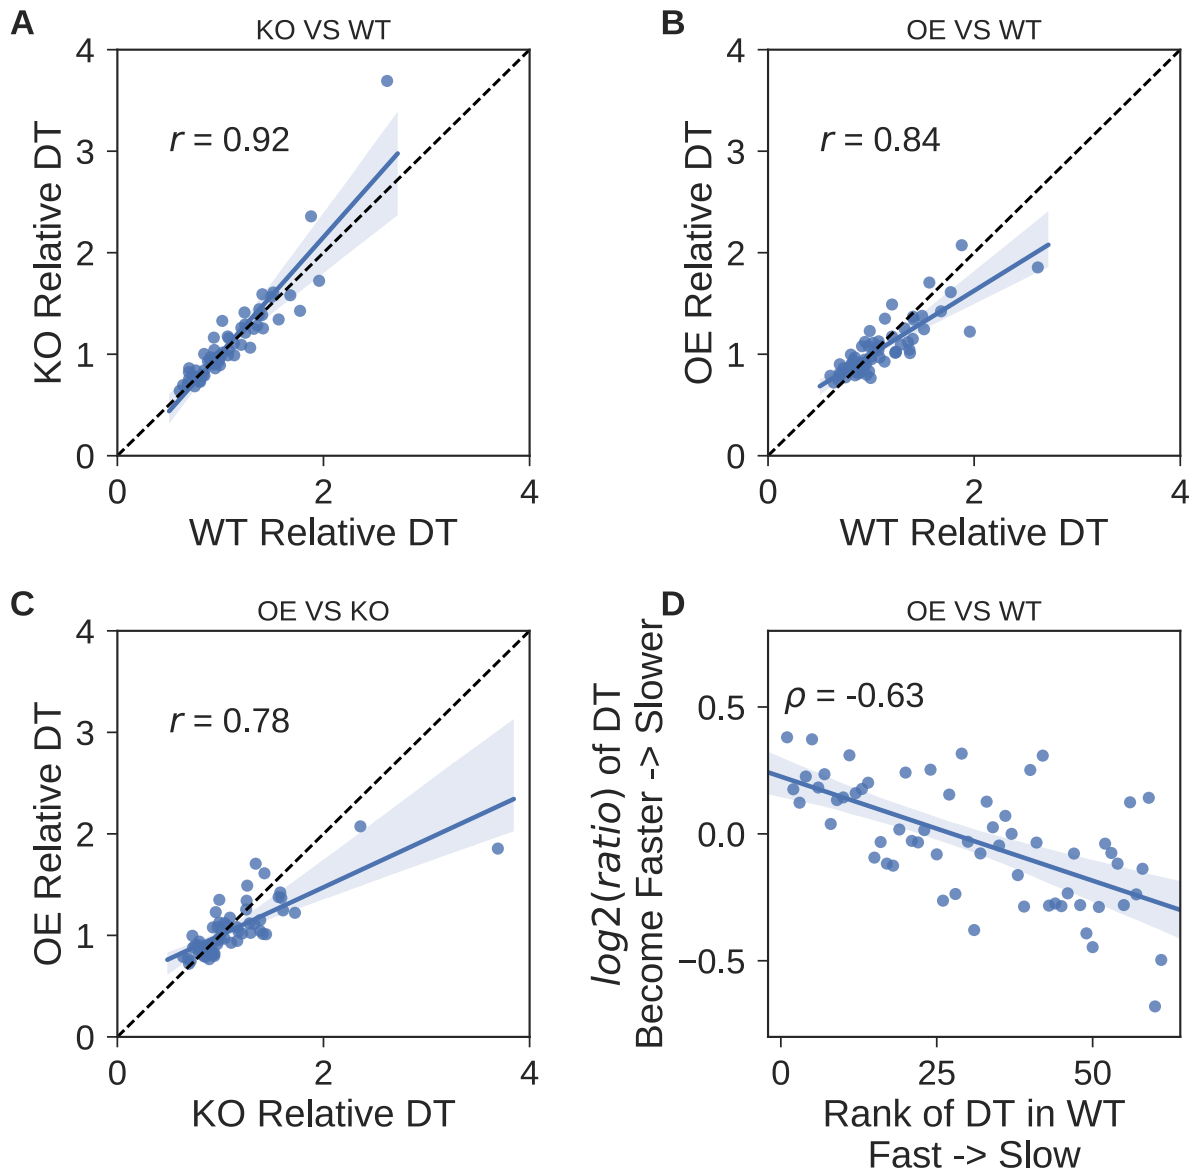 A
KO VS WT
4
3
2
1
0
KO Relative DT
r = 0.92
0
2
4
WT Relative DT
B
OE VS WT
4
3
2
1
0
OE Relative DT
r = 0.84
0
2
4
WT Relative DT
C
OE VS KO
4
3
2
1
0
OE Relative DT
r = 0.78
0
2
4
KO Relative DT
D
OE VS WT
log2(ratio) of DT
Become Faster -> Slower
0.5
0.0
−0.5
ρ = -0.63
0
25
50
Rank of DT in WT
Fast -> Slow